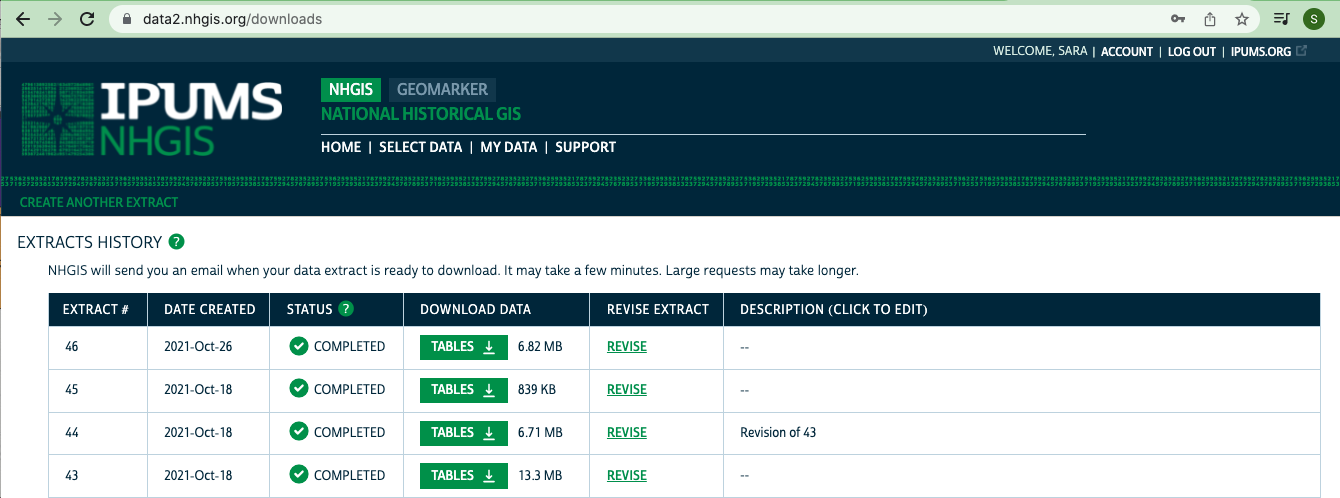 data2.nhgis.org/downloads
S
WELCOME, SARA | ACCOUNT | LOG OUT | IPUMS.ORG
IPUMS
NHGIS
NHGIS GEOMARKER
NATIONAL HISTORICAL GIS
HOME | SELECT DATA | MY DATA | SUPPORT
CREATE ANOTHER EXTRACT
EXTRACTS HISTORY ?
NHGIS will send you an email when your data extract is ready to download. It may take a few minutes. Large requests may take longer.
EXTRACT # DATE CREATED STATUS ? DOWNLOAD DATA REVISE EXTRACT DESCRIPTION (CLICK TO EDIT)
46 2021-Oct-26 COMPLETED TABLES 6.82 MB REVISE --
45 2021-Oct-18 COMPLETED TABLES 839 KB REVISE --
44 2021-Oct-18 COMPLETED TABLES 6.71 MB REVISE Revision of 43
43 2021-Oct-18 COMPLETED TABLES 13.3 MB REVISE --